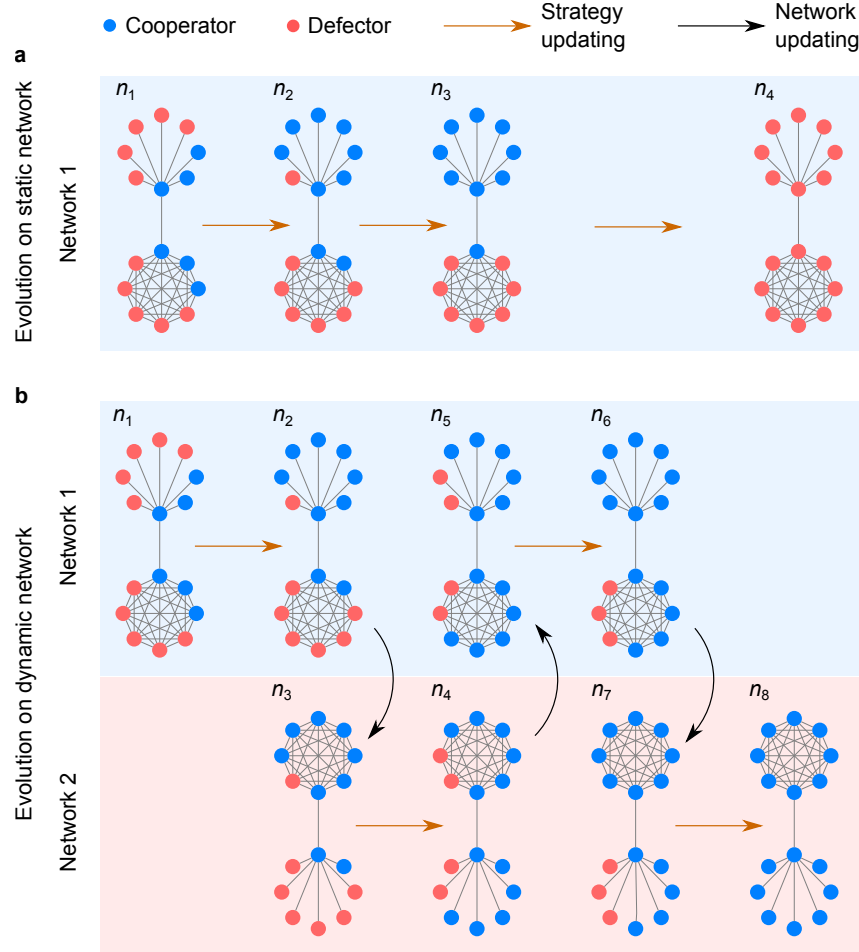 Cooperator
Defector
Strategy
updating
Network
updating
a
Evolution on static network
Network 1
n1
n2
n3
n4
b
Evolution on dynamic network
Network 1
n1
n2
n5
n6
Network 2
n3
n4
n7
n8